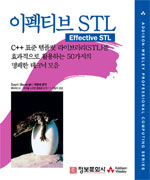 이펙티브 STL
Effective STL
C++ 표준 템플릿 라이브러리(STL)를
효과적으로 활용하는 50가지의
명쾌한 테크닉 모음
ADDISON-WESLEY PROFESSIONAL COMPUTING SERIES
정보문화사
Addison
Wesley